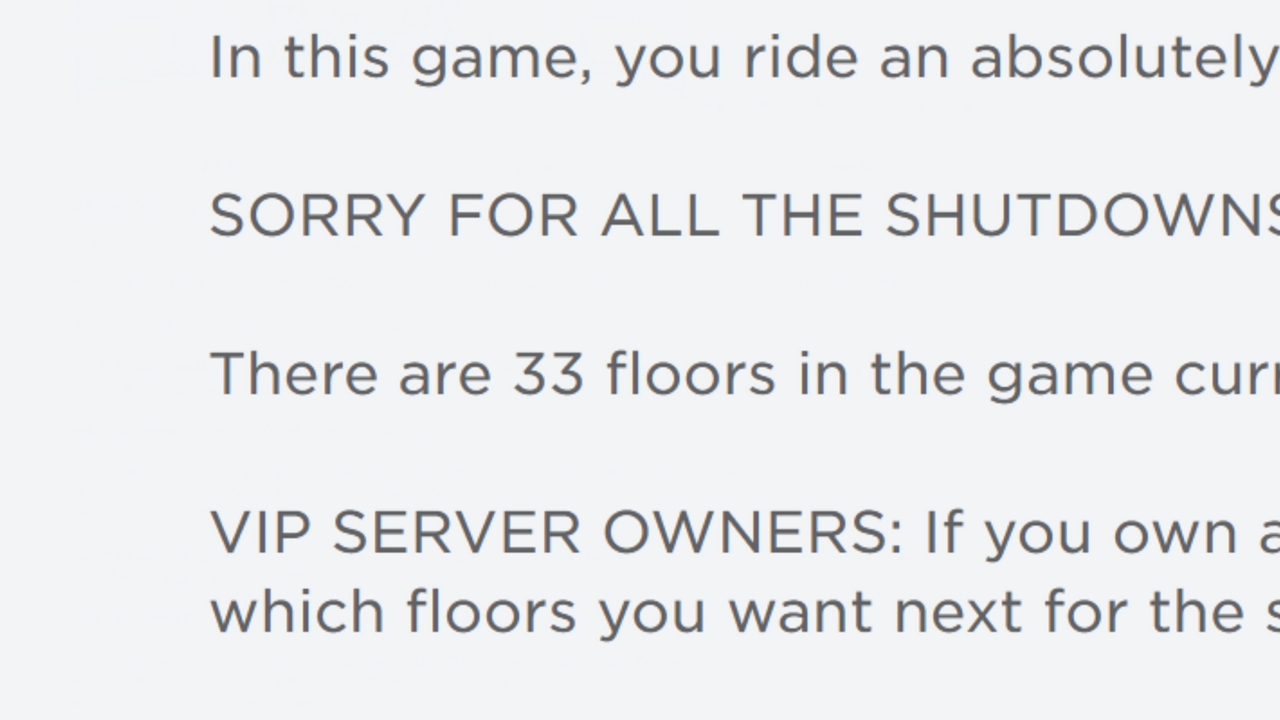 In this game, you ride an absolutely
SORRY FOR ALL THE SHUTDOWNS
There are 33 floors in the game
VIP SERVER OWNERS: If you own
which floors you want next for the